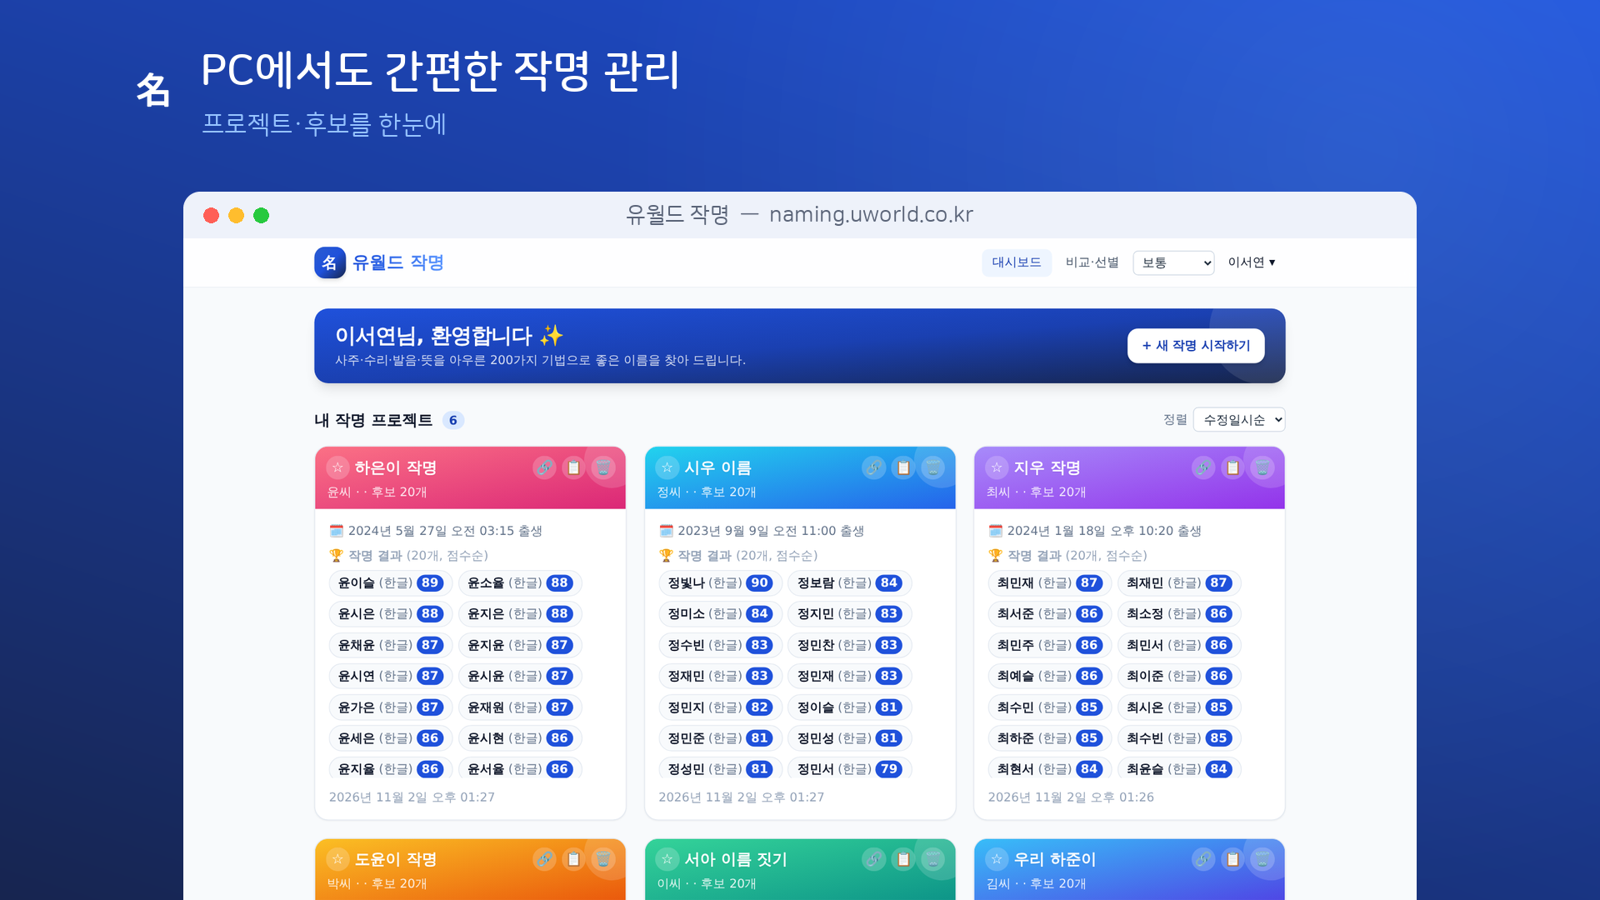 名
PC에서도 간편한 작명 관리
프로젝트·후보를 한눈에
유월드 작명 — naming.uworld.co.kr
名 유월드 작명
대시보드 비교·선별 보통 이서연 ▾
이서연님, 환영합니다 ✨
사주·수리·발음·뜻을 아우른 200가지 기법으로 좋은 이름을 찾아 드립니다.
+ 새 작명 시작하기
내 작명 프로젝트 6
정렬 수정일시순
하은이 작명
윤씨 · · 후보 20개
2024년 5월 27일 오전 03:15 출생
작명 결과 (20개, 점수순)
윤이슬 (한글) 89 윤소율 (한글) 88
윤시은 (한글) 88 윤지은 (한글) 88
윤채윤 (한글) 87 윤지윤 (한글) 87
윤시연 (한글) 87 윤시윤 (한글) 87
윤가은 (한글) 87 윤재원 (한글) 87
윤세은 (한글) 86 윤시현 (한글) 86
윤지율 (한글) 86 윤서율 (한글) 86
2026년 11월 2일 오후 01:27
시우 이름
정씨 · · 후보 20개
2023년 9월 9일 오전 11:00 출생
작명 결과 (20개, 점수순)
정빛나 (한글) 90 정보람 (한글) 84
정미소 (한글) 84 정지민 (한글) 83
정수빈 (한글) 83 정민찬 (한글) 83
정재민 (한글) 83 정민재 (한글) 83
정민지 (한글) 82 정이슬 (한글) 81
정민준 (한글) 81 정민성 (한글) 81
정성민 (한글) 81 정민서 (한글) 79
2026년 11월 2일 오후 01:27
지우 작명
최씨 · · 후보 20개
2024년 1월 18일 오후 10:20 출생
작명 결과 (20개, 점수순)
최민재 (한글) 87 최재민 (한글) 87
최서준 (한글) 86 최소정 (한글) 86
최민주 (한글) 86 최민서 (한글) 86
최예슬 (한글) 86 최이준 (한글) 86
최수민 (한글) 85 최시온 (한글) 85
최하준 (한글) 85 최수빈 (한글) 85
최현서 (한글) 84 최윤슬 (한글) 84
2026년 11월 2일 오후 01:26
도윤이 작명
박씨 · · 후보 20개
서아 이름 짓기
이씨 · · 후보 20개
우리 하준이
김씨 · · 후보 20개